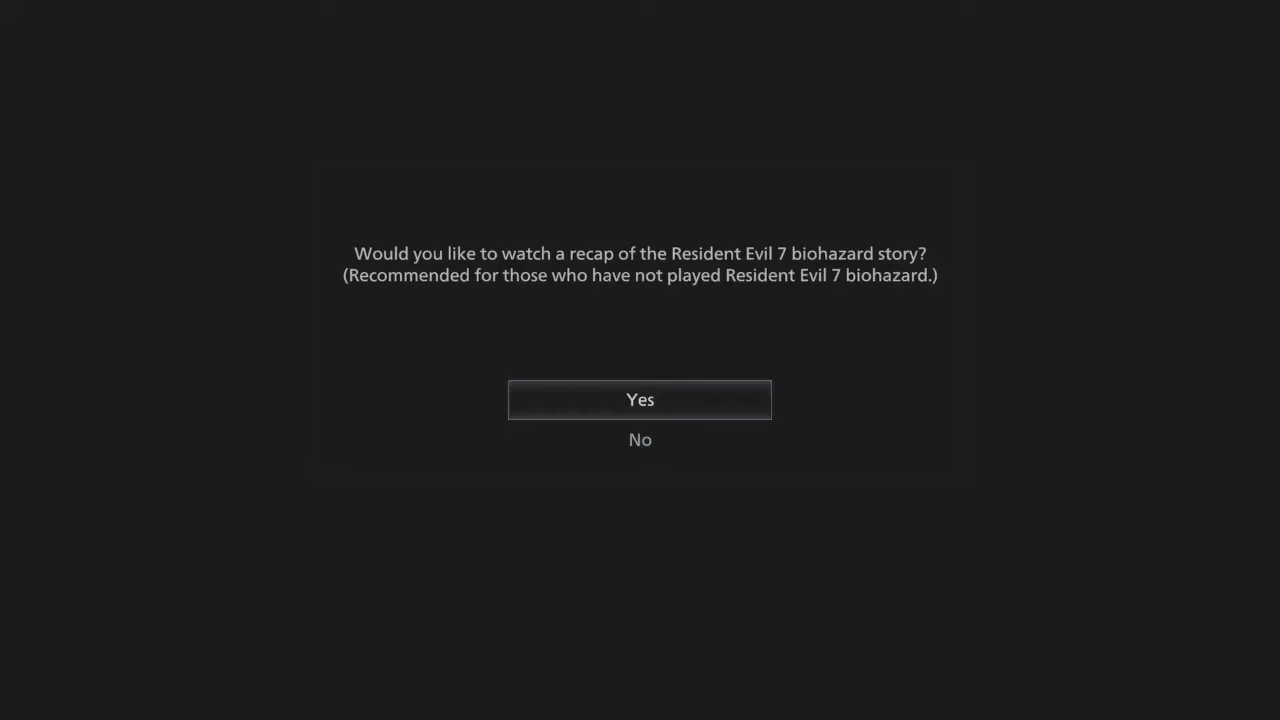 Would you like to watch a recap of the Resident Evil 7 biohazard story?
(Recommended for those who have not played Resident Evil 7 biohazard.)
Yes
No